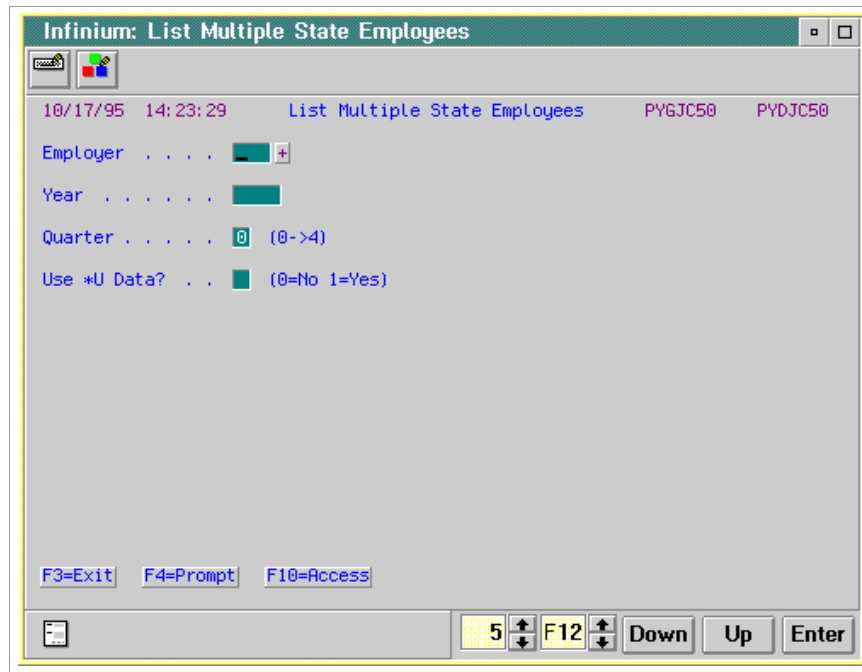 Infinium: List Multiple State Employees
10/17/95 14:23:29 List Multiple State Employees PYGJC50 PYDJC50
Employer . . . . +
Year . . . . . .
Quarter . . . . . 0 (0->4)
Use *U Data? . . (0=No 1=Yes)
F3=Exit F4=Prompt F10=Access
5 F12 Down Up Enter